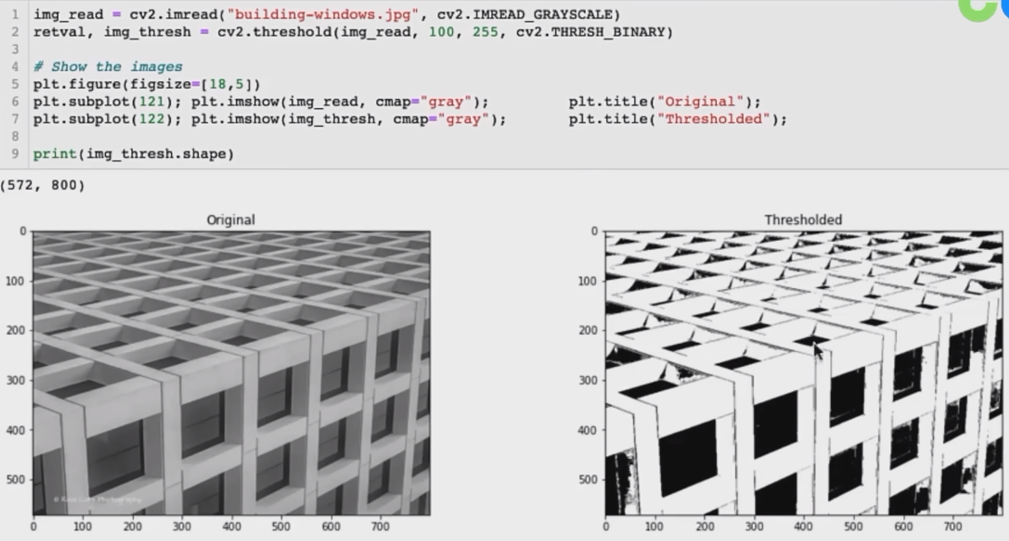 1 img_read = cv2.imread("building-windows.jpg", cv2.IMREAD_GRAYSCALE)
2 retval, img_thresh = cv2.threshold(img_read, 100, 255, cv2.THRESH_BINARY)
3
4 # Show the images
5 plt.figure(figsize=[18,5])
6 plt.subplot(121); plt.imshow(img_read, cmap="gray"); plt.title("Original");
7 plt.subplot(122); plt.imshow(img_thresh, cmap="gray"); plt.title("Thresholded");
8
9 print(img_thresh.shape)
(572, 800)
Original
0
100
200
300
400
500
0 100 200 300 400 500 600 700
© Photography
Thresholded
0
100
200
300
400
500
0 100 200 300 400 500 600 700